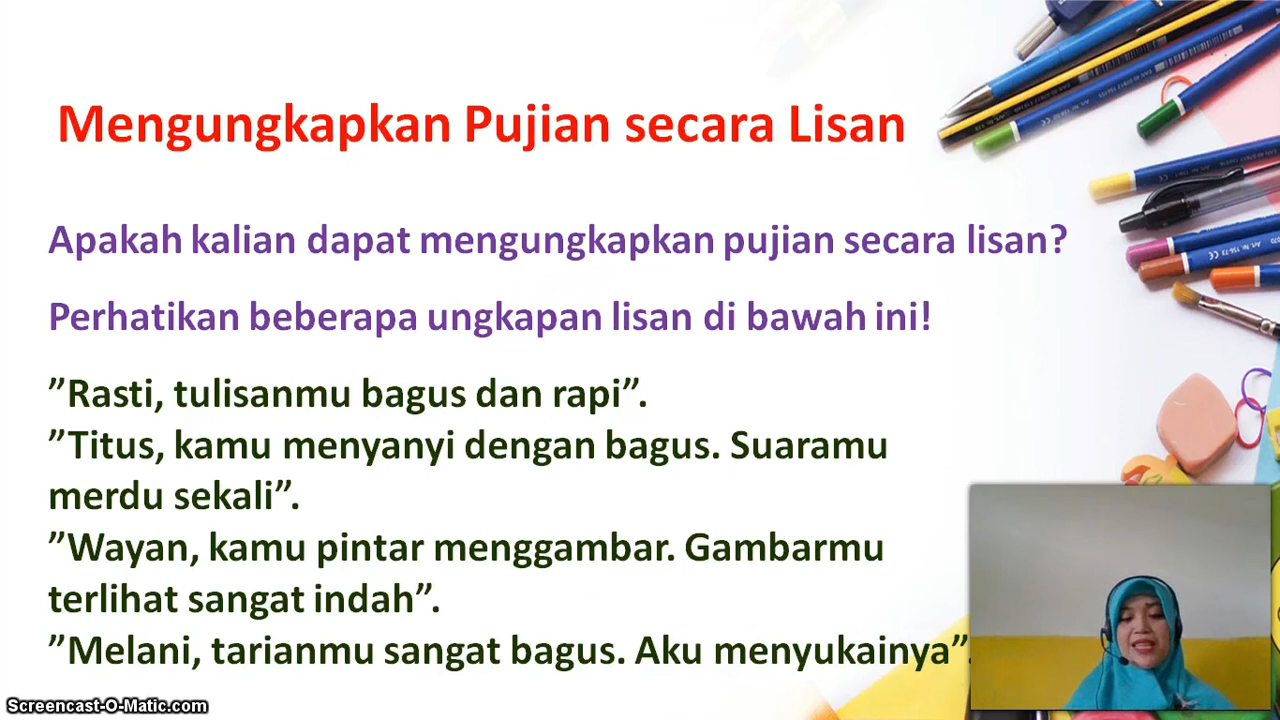 Mengungkapkan Pujian secara Lisan
Apakah kalian dapat mengungkapkan pujian secara lisan?
Perhatikan beberapa ungkapan lisan di bawah ini!
”Rasti, tulisanmu bagus dan rapi”.
”Titus, kamu menyanyi dengan bagus. Suaramu
merdu sekali”.
”Wayan, kamu pintar menggambar. Gambarmu
terlihat sangat indah”.
”Melani, tarianmu sangat bagus. Aku menyukainya”.
Screencast-O-Matic.com